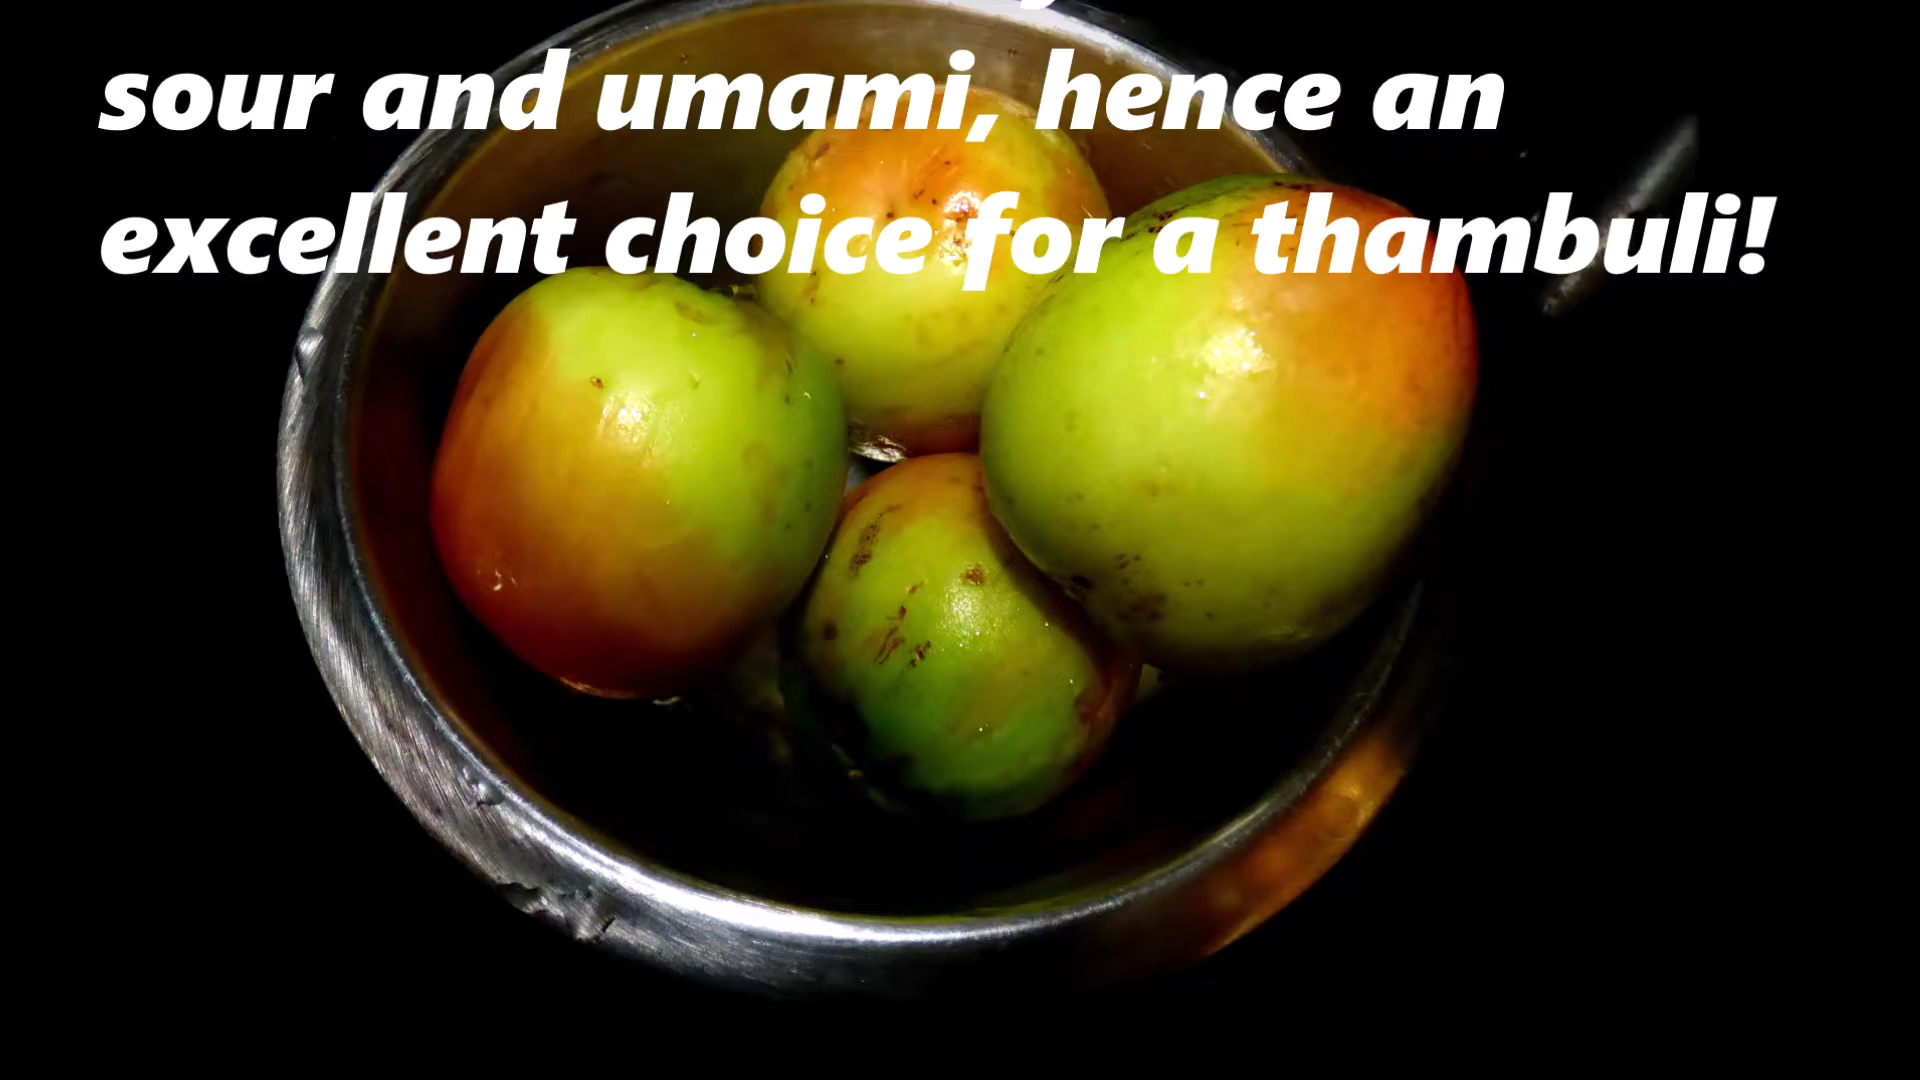 sour and umami, hence an
excellent choice for a thambuli!